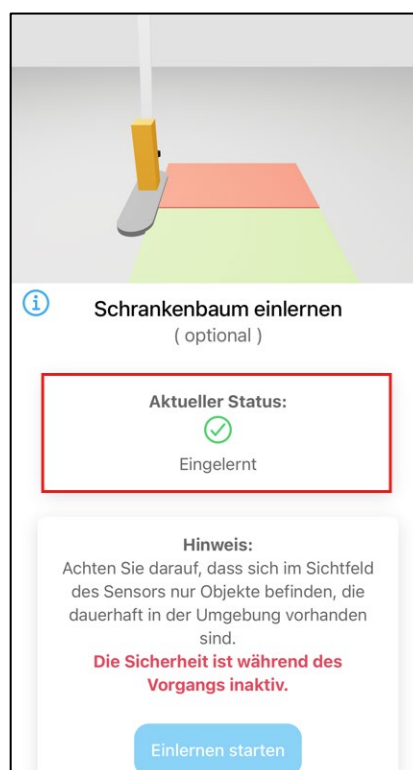 Schrankenbaum einlernen
( optional )
Aktueller Status:
Eingelernt
Hinweis:
Achten Sie darauf, dass sich im Sichtfeld
des Sensors nur Objekte befinden, die
dauerhaft in der Umgebung vorhanden
sind.
Die Sicherheit ist während des
Vorgangs inaktiv.
Einlernen starten